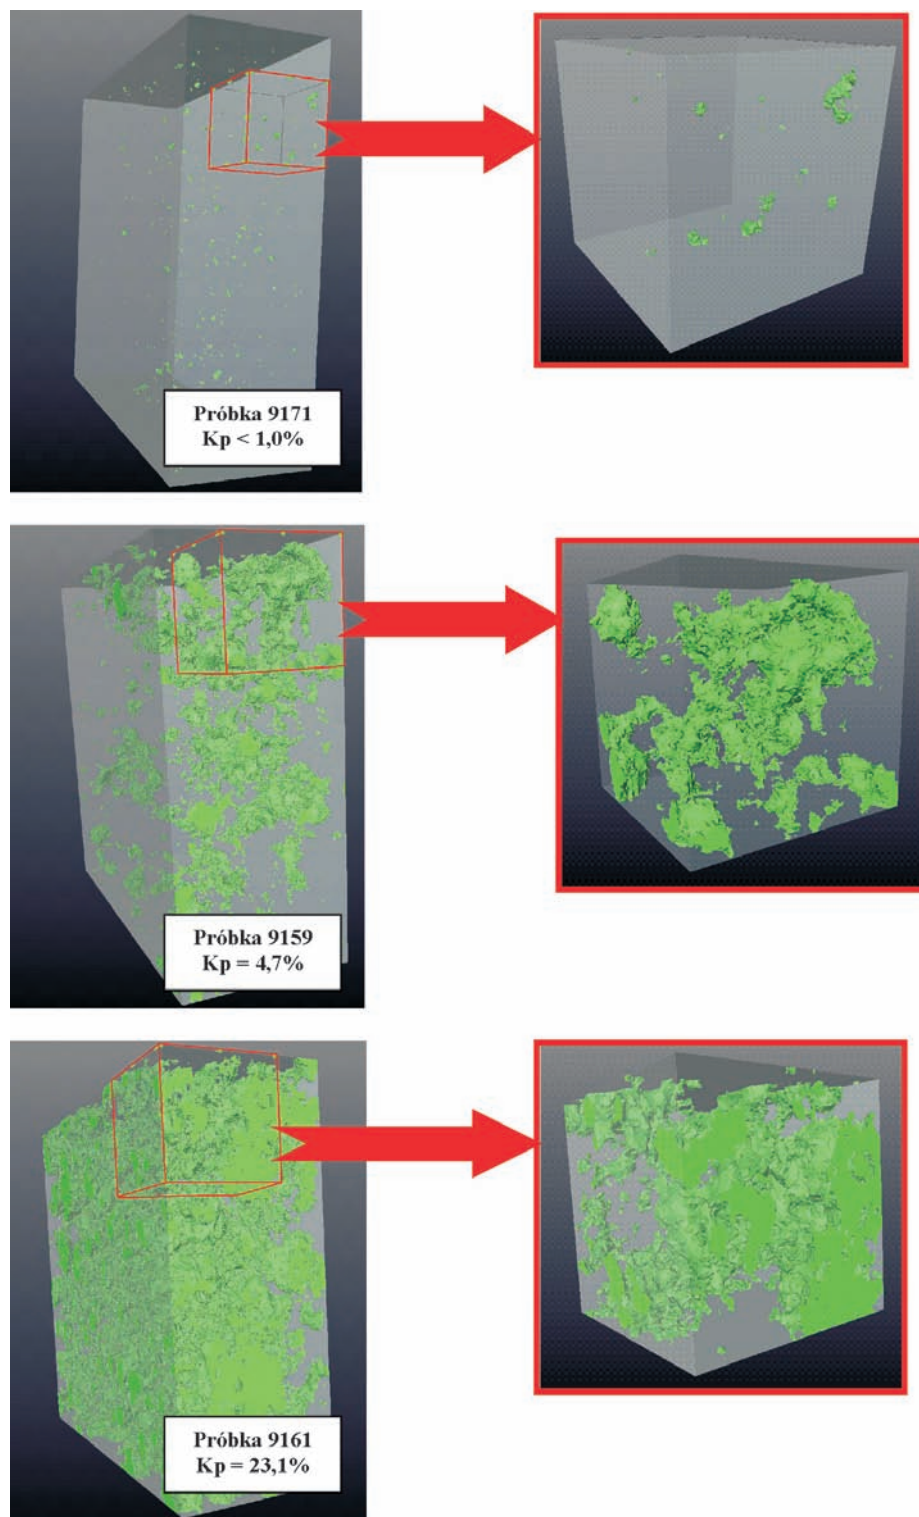 Próbka 9171
Kp < 1,0%
Próbka 9159
Kp = 4,7%
Próbka 9161
Kp = 23,1%